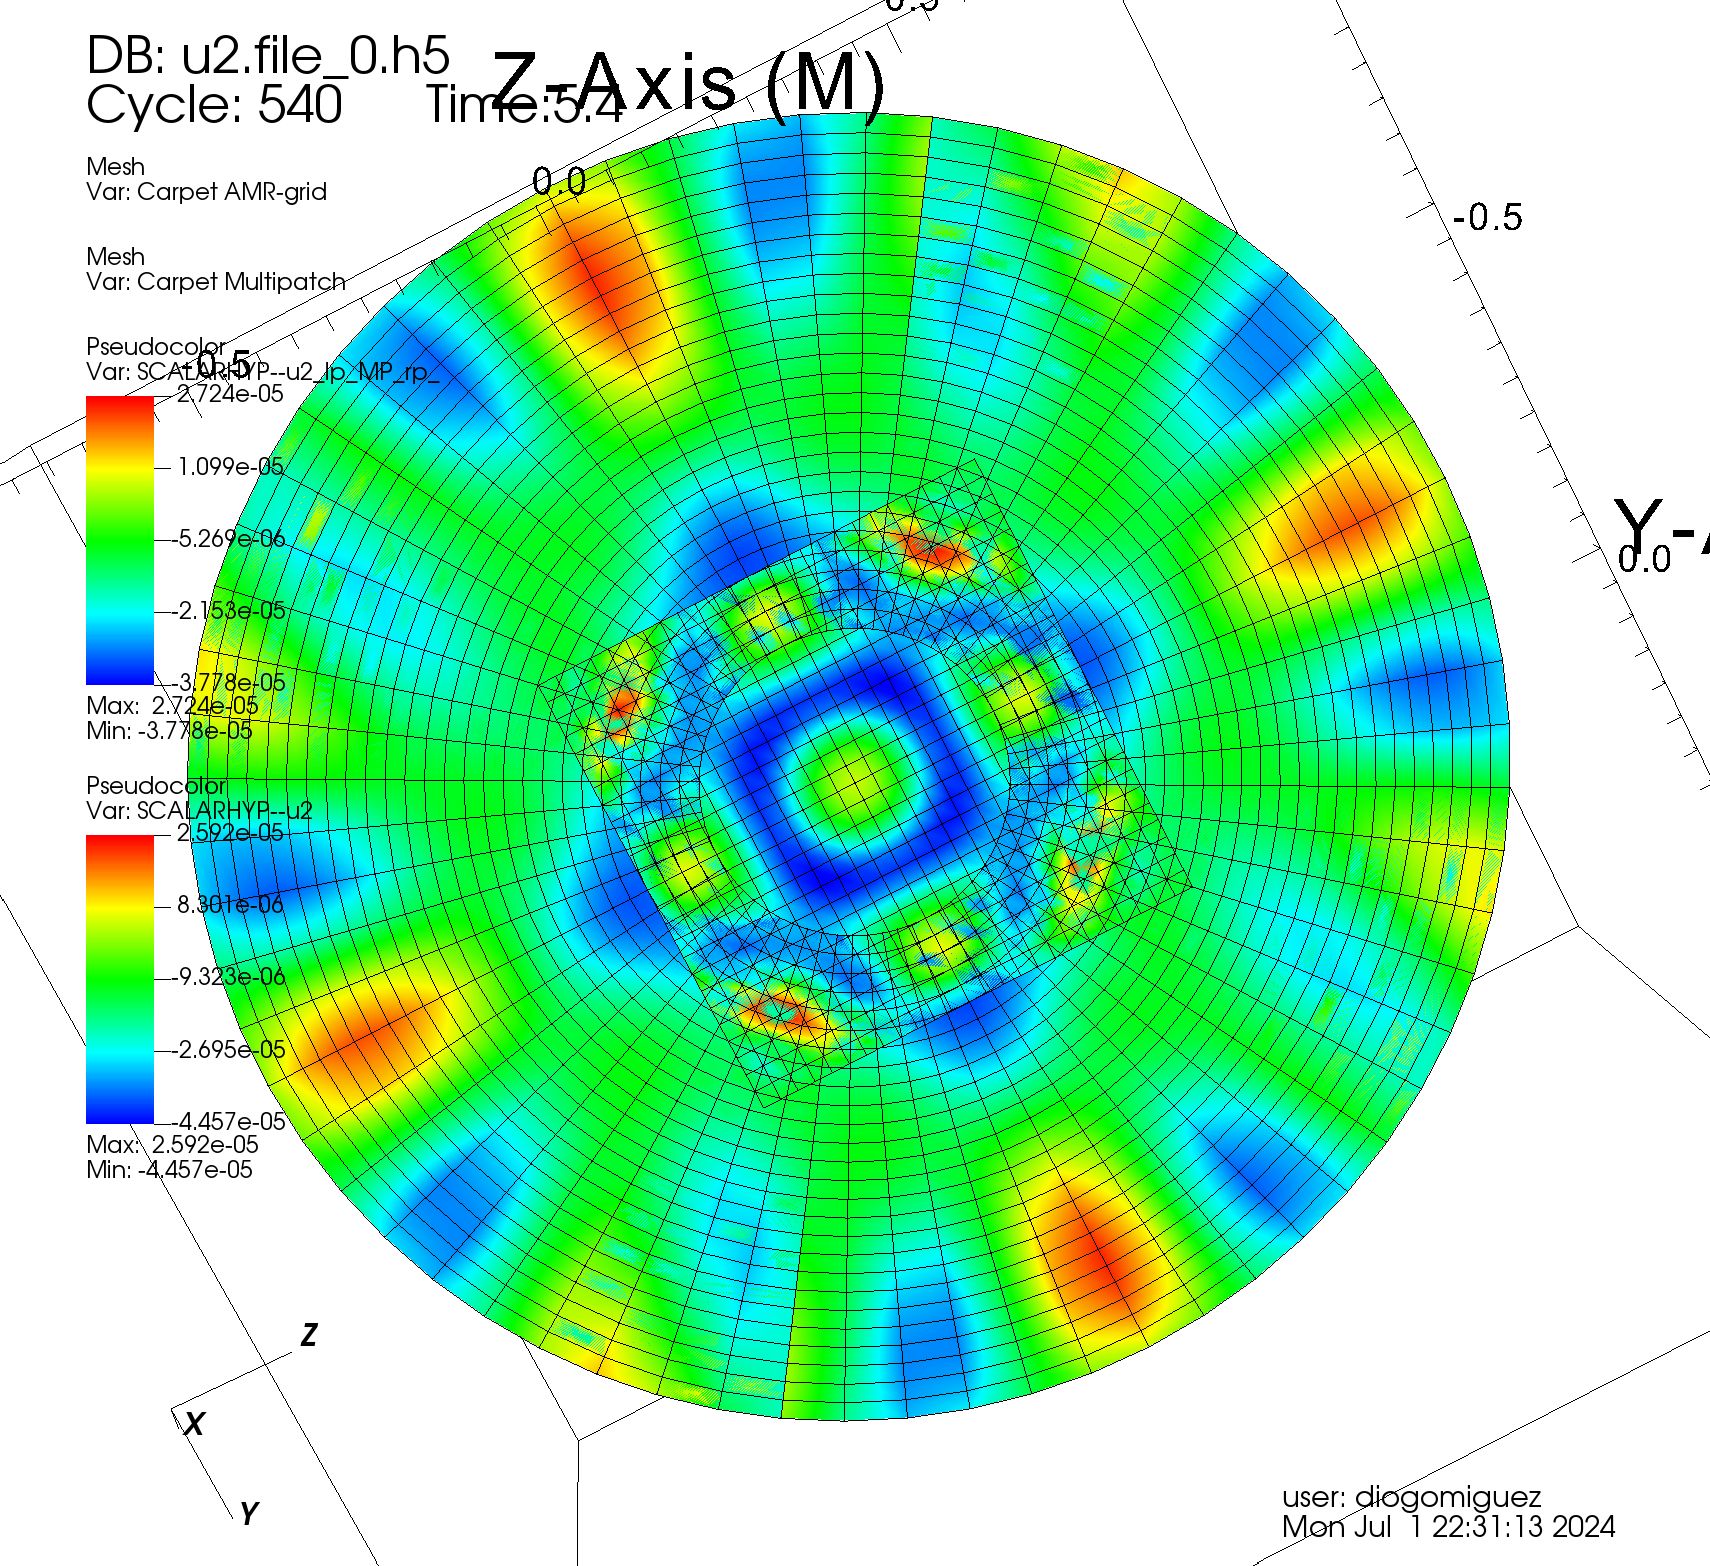 0.5
DB: u2.file_0.h5
Z-Axis (M)
Cycle: 540 Time:5.4
Mesh
Var: Carpet AMR-grid
0.0
-0.5
Mesh
Var: Carpet Multipatch
Pseudocolor
-0.5
Var: SCALARHYP--u2_lp_MP_rp_
2.724e-05
1.099e-05
-5.269e-06
-2.153e-05
-3.778e-05
Max: 2.724e-05
Min: -3.778e-05
Y-A
0.0
Pseudocolor
Var: SCALARHYP--u2
2.592e-05
8.301e-06
-9.323e-06
-2.695e-05
-4.457e-05
Max: 2.592e-05
Min: -4.457e-05
Z
X
Y
user: diogomiguez
Mon Jul 1 22:31:13 2024